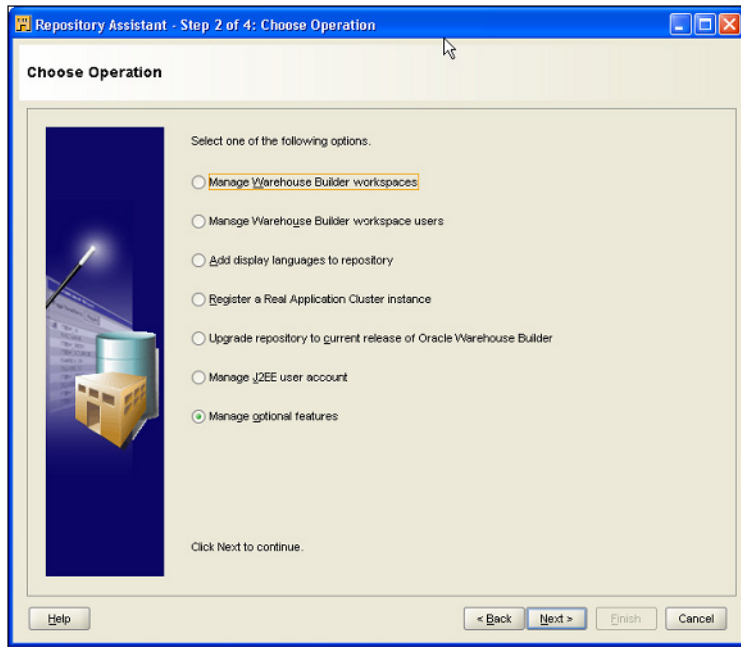 Repository Assistant - Step 2 of 4: Choose Operation
Choose Operation
Select one of the following options.
Manage Warehouse Builder workspaces
Manage Warehouse Builder workspace users
Add display languages to repository
Register a Real Application Cluster instance
Upgrade repository to current release of Oracle Warehouse Builder
Manage J2EE user account
Manage optional features
Click Next to continue.
Help
< Back
Next >
Finish
Cancel